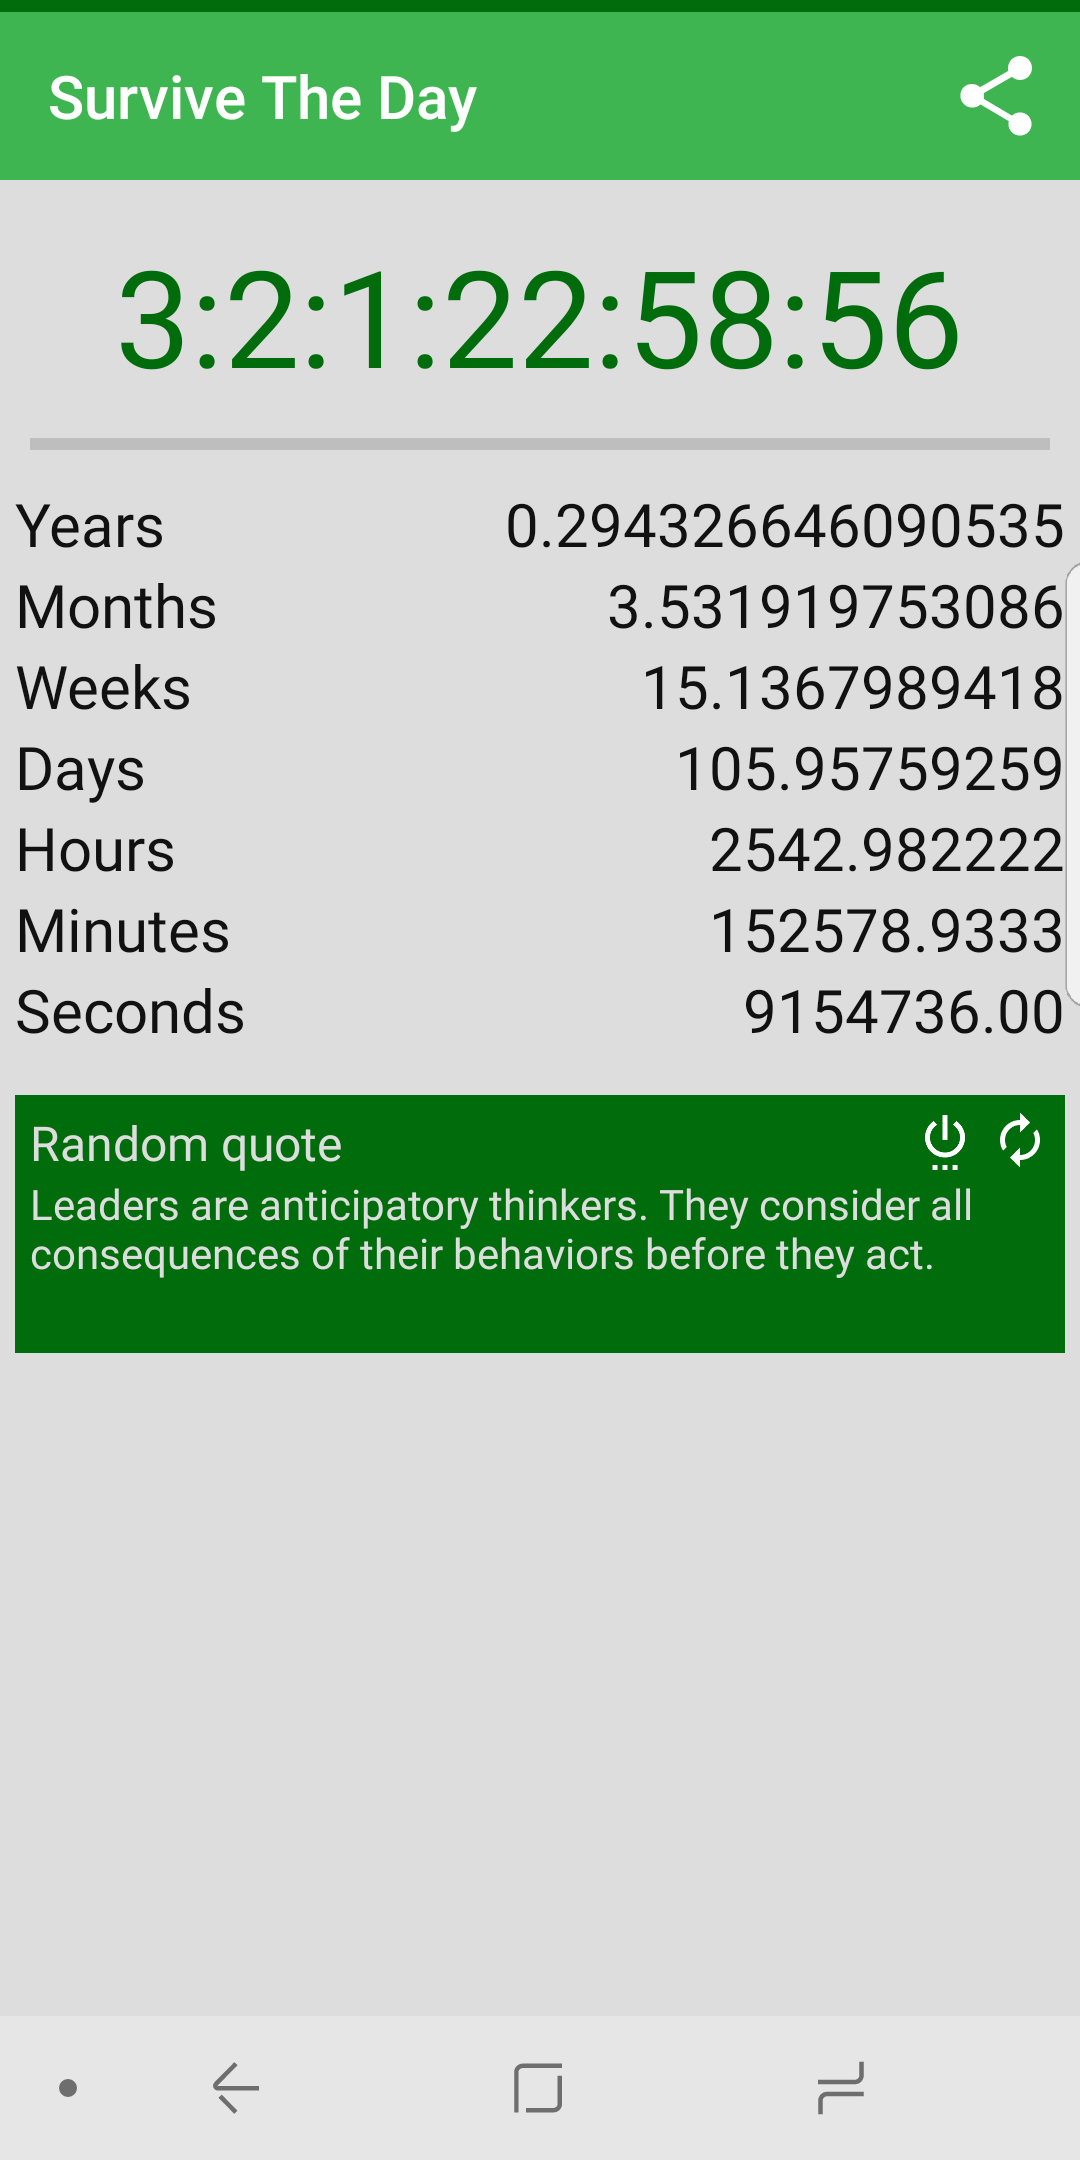 Survive The Day
3:2:1:22:58:56
Years 0.294326646090535
Months 3.531919753086
Weeks 15.1367989418
Days 105.95759259
Hours 2542.982222
Minutes 152578.9333
Seconds 9154736.00
Random quote
Leaders are anticipatory thinkers. They consider all
consequences of their behaviors before they act.